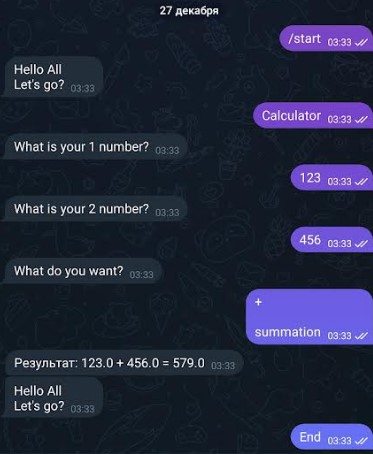 27 декабря
/start 03:33
Hello All
Let's go? 03:33
Calculator 03:33
What is your 1 number? 03:33
123 03:33
What is your 2 number? 03:33
456 03:33
What do you want? 03:33
+
summation 03:33
Результат: 123.0 + 456.0 = 579.0 03:33
Hello All
Let's go? 03:33
End 03:33